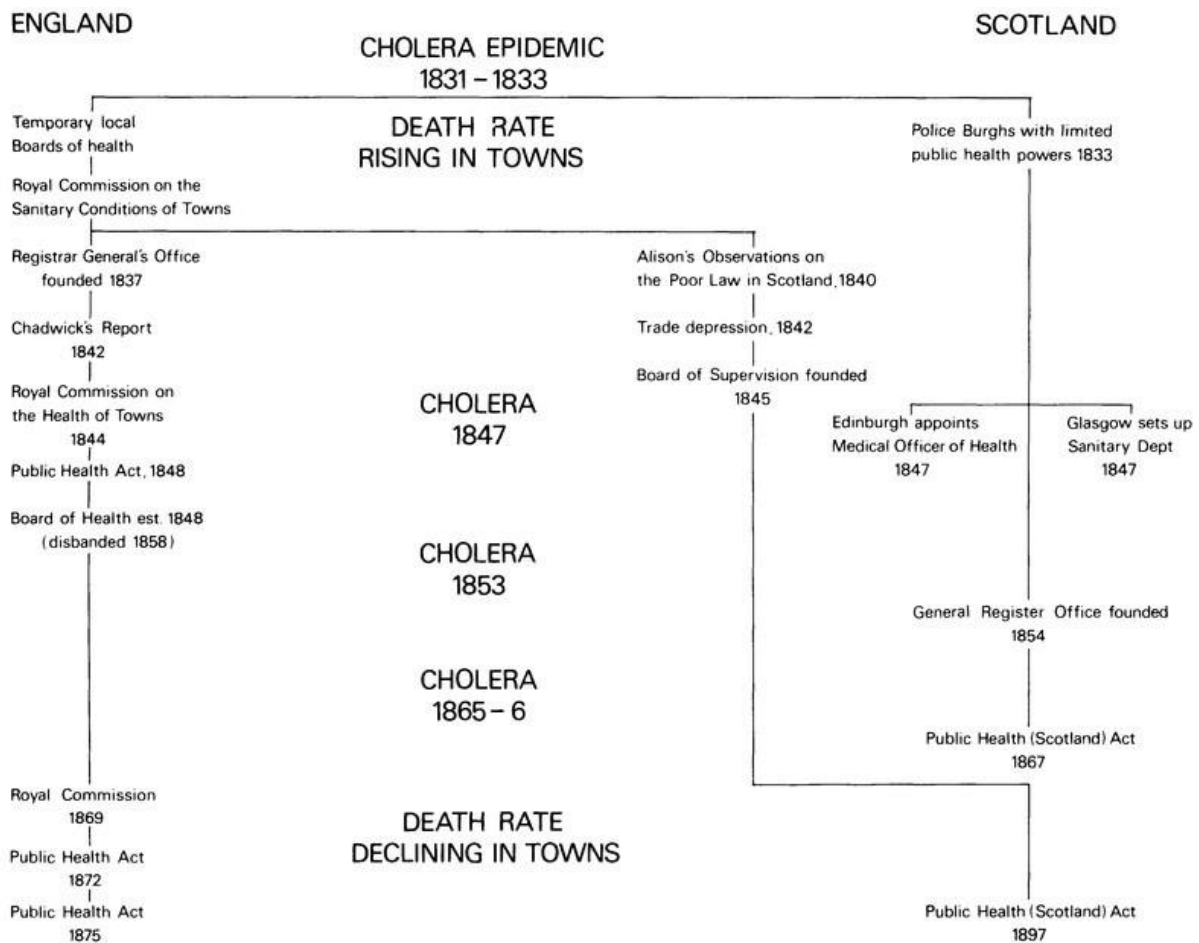 ENGLAND
SCOTLAND
CHOLERA EPIDEMIC
1831 – 1833
Temporary local
Boards of health
Royal Commission on the
Sanitary Conditions of Towns
DEATH RATE
RISING IN TOWNS
Police Burghs with limited
public health powers 1833
Registrar General's Office
founded 1837
Chadwick's Report
1842
Royal Commission on
the Health of Towns
1844
Public Health Act, 1848
Board of Health est. 1848
(disbanded 1858)
Alison's Observations on
the Poor Law in Scotland, 1840
Trade depression, 1842
Board of Supervision founded
1845
CHOLERA
1847
Edinburgh appoints
Medical Officer of Health
1847
Glasgow sets up
Sanitary Dept
1847
CHOLERA
1853
General Register Office founded
1854
CHOLERA
1865 – 6
Public Health (Scotland) Act
1867
Royal Commission
1869
Public Health Act
1872
Public Health Act
1875
DEATH RATE
DECLINING IN TOWNS
Public Health (Scotland) Act
1897